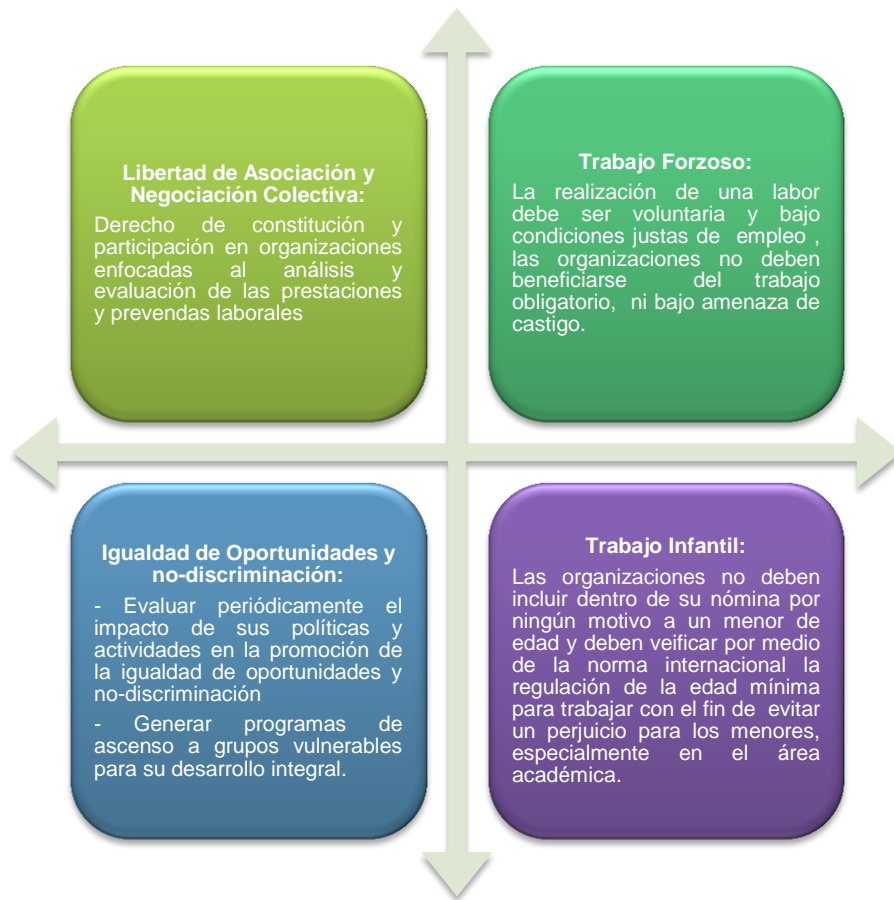 Libertad de Asociación y
Negociación Colectiva:
Derecho de constitución y
participación en organizaciones
enfocadas al análisis y
evaluación de las prestaciones
y prevendas laborales
Trabajo Forzoso:
La realización de una labor
debe ser voluntaria y bajo
condiciones justas de empleo ,
las organizaciones no deben
beneficiarse del trabajo
obligatorio, ni bajo amenaza de
castigo.
Igualdad de Oportunidades y
no-discriminación:
- Evaluar periódicamente el
impacto de sus políticas y
actividades en la promoción de
la igualdad de oportunidades y
no-discriminación
- Generar programas de
ascenso a grupos vulnerables
para su desarrollo integral.
Trabajo Infantil:
Las organizaciones no deben
incluir dentro de su nómina por
ningún motivo a un menor de
edad y deben veificar por medio
de la norma internacional la
regulación de la edad mínima
para trabajar con el fin de evitar
un perjuicio para los menores,
especialmente en el área
académica.